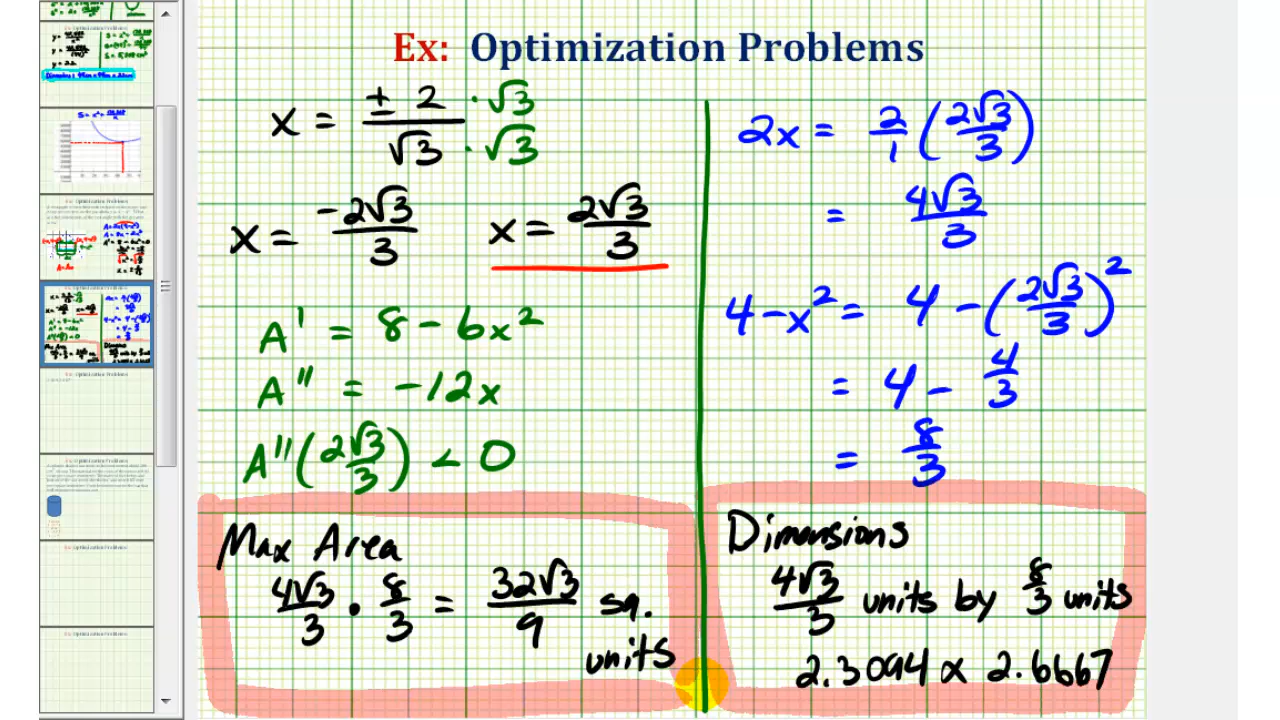 Ex: Optimization Problems
x = ± 2 · √3 / √3 · √3
x = -2√3/3 x = 2√3/3
A' = 8 - 6x²
A'' = -12x
A''(2√3/3) < 0
Max Area
4√3/3 · 8/3 = 32√3/9 sq.
units
2x = 2/1 (2√3/3)
= 4√3/3
4 - x² = 4 - (2√3/3)²
= 4 - 4/3
= 8/3
Dimensions
4√3/3 units by 8/3 units
2.3094 x 2.6667